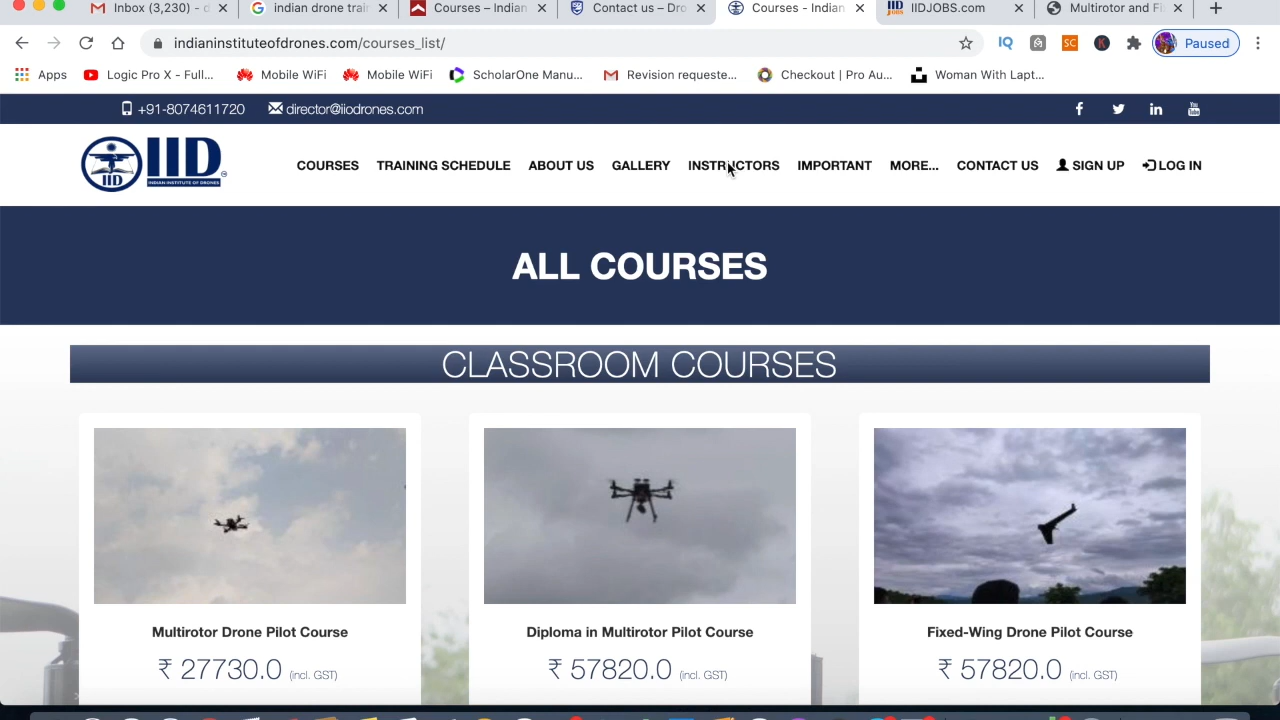 Inbox (3,230) - d
indian drone trai
Courses – Indian
Contact us – Dro
Courses - Indian
IIDJOBS.com
Multirotor and Fi
indianinstituteofdrones.com/courses_list/
IQ
SC
K
Paused
Apps
Logic Pro X - Full...
Mobile WiFi
Mobile WiFi
ScholarOne Manu...
Revision requeste...
Checkout | Pro Au...
Woman With Lapt...
+91-8074611720
director@iiodrones.com
IID
IID
INDIAN INSTITUTE OF DRONES
COURSES
TRAINING SCHEDULE
ABOUT US
GALLERY
INSTRUCTORS
IMPORTANT
MORE...
CONTACT US
SIGN UP
LOG IN
ALL COURSES
CLASSROOM COURSES
Multirotor Drone Pilot Course
₹ 27730.0 (incl. GST)
Diploma in Multirotor Pilot Course
₹ 57820.0 (incl. GST)
Fixed-Wing Drone Pilot Course
₹ 57820.0 (incl. GST)